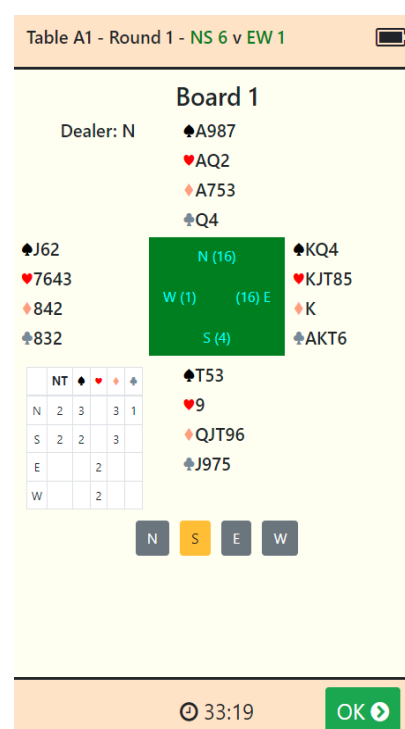 Table A1 - Round 1 - NS 6 v EW 1
Board 1
Dealer: N
♠A987
♥AQ2
♦A753
♣Q4
♠J62
♥7643
♦842
♣832
N (16)
W (1) (16) E
S (4)
♠KQ4
♥KJT85
♦K
♣AKT6
♠T53
♥9
♦QJT96
♣J975
NT ♠ ♥ ♦ ♣
N 2 3 3 1
S 2 2 3
E 2
W 2
N S E W
33:19
OK